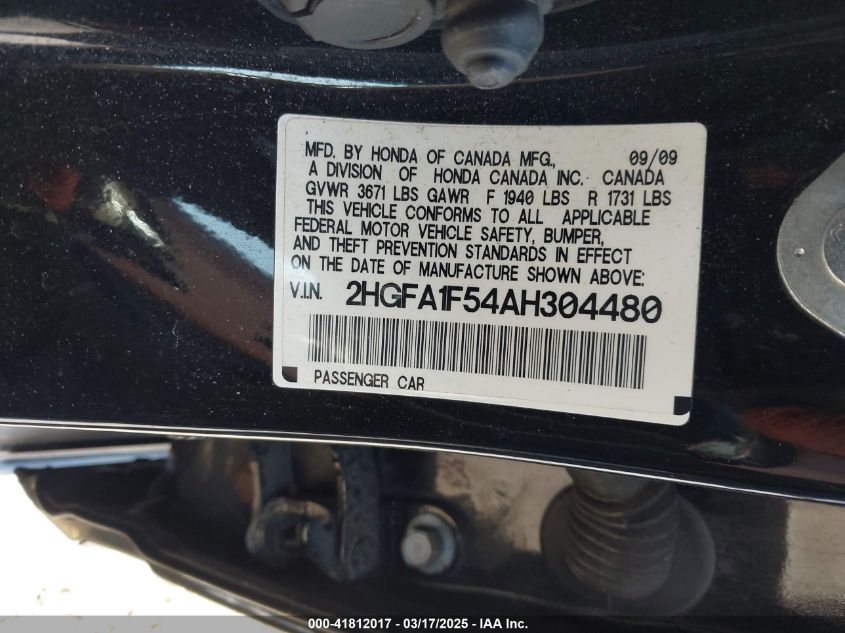 MFD. BY HONDA OF CANADA MFG., 09/09
A DIVISION OF HONDA CANADA INC. CANADA
GVWR 3671 LBS GAWR F 1940 LBS R 1731 LBS
THIS VEHICLE CONFORMS TO ALL APPLICABLE
FEDERAL MOTOR VEHICLE SAFETY, BUMPER,
AND THEFT PREVENTION STANDARDS IN EFFECT
ON THE DATE OF MANUFACTURE SHOWN ABOVE:
V.I.N. 2HGFA1F54AH304480
PASSENGER CAR
000-41812017 - 03/17/2025 - IAA Inc.